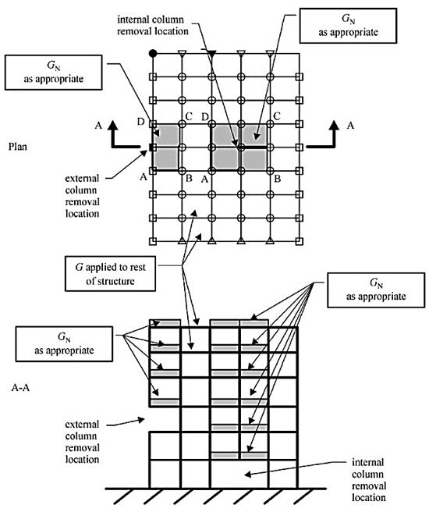 internal column
removal location
G_N
as appropriate
G_N
as appropriate
D
C
D
C
A
A
Plan
external
column
removal
location
A
B
A
B
G applied to rest
of structure
G_N
as appropriate
G_N
as appropriate
A-A
external
column
removal
location
internal
column
removal
location